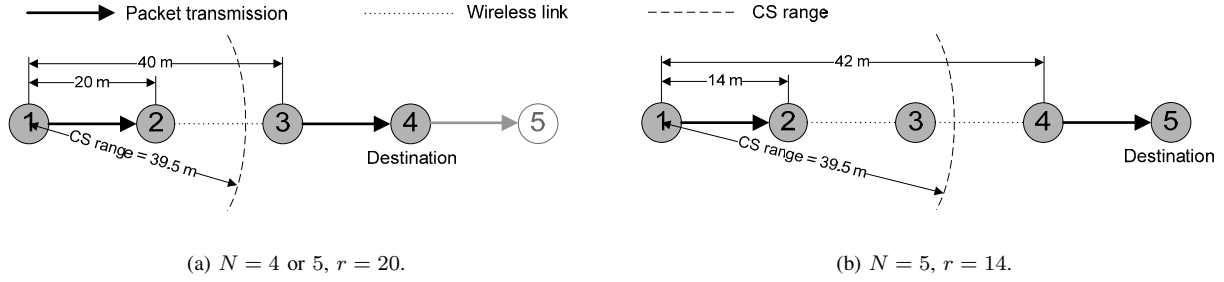 Packet transmission
Wireless link
CS range
40 m
20 m
1
2
3
4
5
CS range = 39.5 m
Destination
(a) N = 4 or 5, r = 20.
42 m
14 m
1
2
3
4
5
CS range = 39.5 m
Destination
(b) N = 5, r = 14.